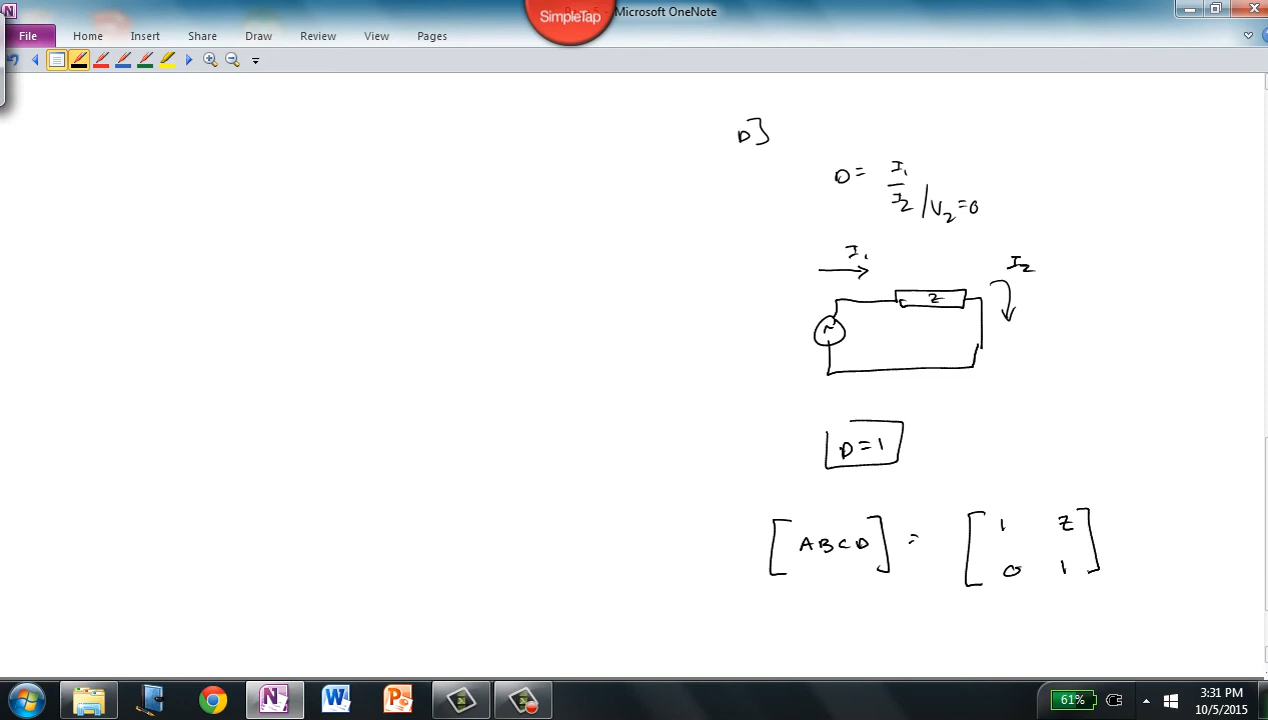 SimpleTap
Microsoft OneNote
File Home Insert Share Draw Review View Pages
D]
D = I1
I2 / V2 = 0
I1
I2
Z
~
D = 1
[ABCD] = [1 Z
0 1]
61%
3:31 PM
10/5/2015